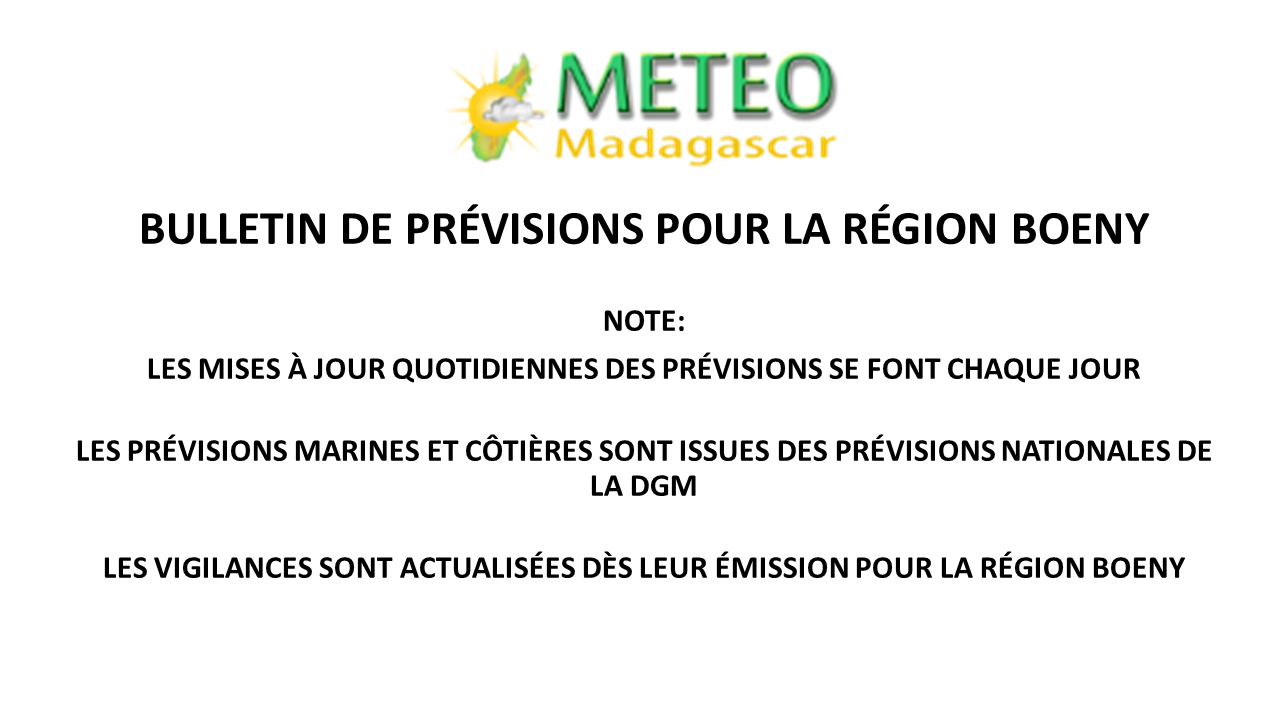 METEO
Madagascar
BULLETIN DE PRÉVISIONS POUR LA RÉGION BOENY
NOTE:
LES MISES À JOUR QUOTIDIENNES DES PRÉVISIONS SE FONT CHAQUE JOUR
LES PRÉVISIONS MARINES ET CÔTIÈRES SONT ISSUES DES PRÉVISIONS NATIONALES DE
LA DGM
LES VIGILANCES SONT ACTUALISÉES DÈS LEUR ÉMISSION POUR LA RÉGION BOENY